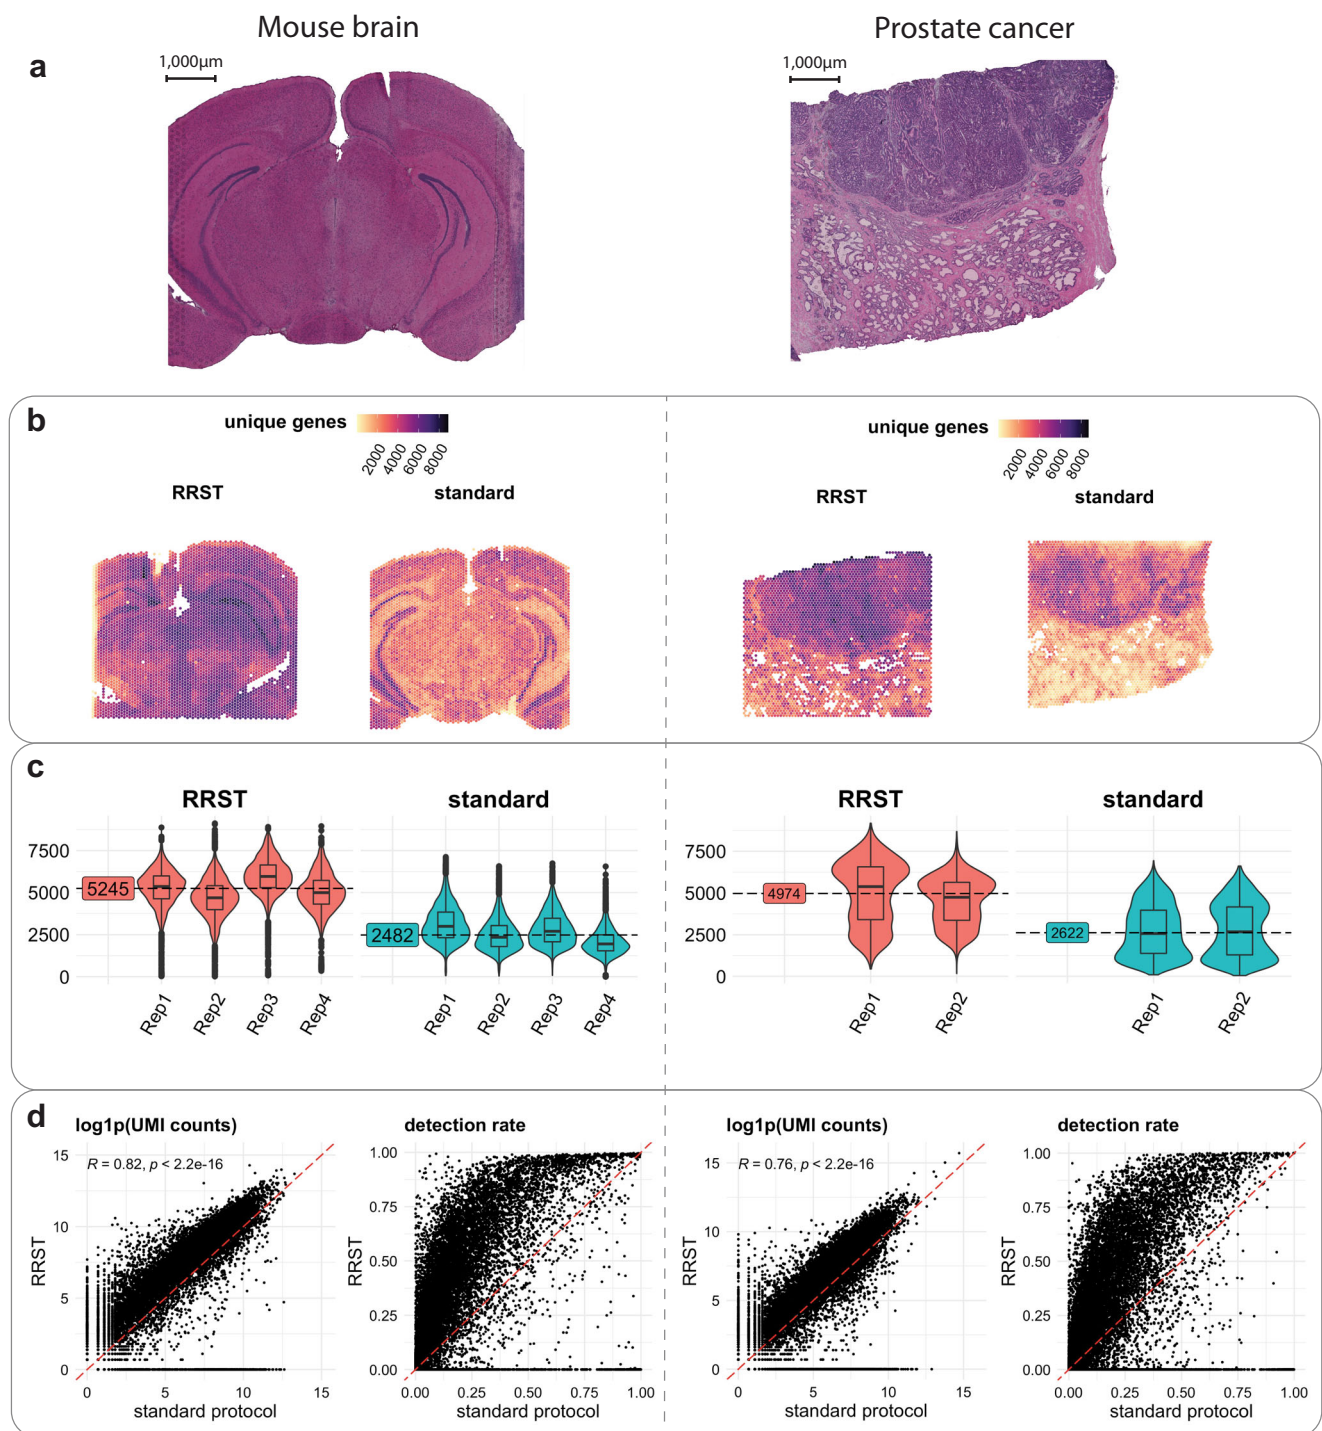 Mouse brain
Prostate cancer
a
1,000µm
1,000µm
b
unique genes
2000 4000 6000 8000
unique genes
2000 4000 6000 8000
RRST
standard
RRST
standard
c
RRST
standard
RRST
standard
7500
5000
2500
0
5245
2482
Rep1 Rep2 Rep3 Rep4
Rep1 Rep2 Rep3 Rep4
7500
5000
2500
0
4974
2622
Rep1 Rep2
Rep1 Rep2
d
log1p(UMI counts)
R = 0.82, p < 2.2e-16
15
10
5
0
RRST
0 5 10 15
standard protocol
detection rate
1.00
0.75
0.50
0.25
0.00
RRST
0.00 0.25 0.50 0.75 1.00
standard protocol
log1p(UMI counts)
R = 0.76, p < 2.2e-16
15
10
5
0
RRST
0 5 10 15
standard protocol
detection rate
1.00
0.75
0.50
0.25
0.00
RRST
0.00 0.25 0.50 0.75 1.00
standard protocol